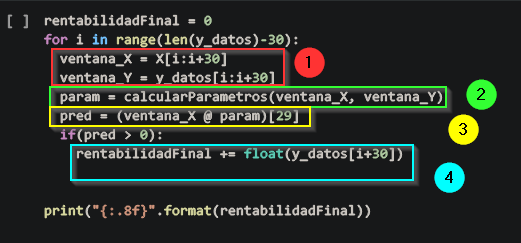 [ ] rentabilidadFinal = 0
for i in range(len(y_datos)-30):
ventana_X = X[i:i+30]
1
ventana_Y = y_datos[i:i+30]
param = calcularParametros(ventana_X, ventana_Y)
2
pred = (ventana_X @ param)[29]
3
if(pred > 0):
rentabilidadFinal += float(y_datos[i+30])
4
print("{:.8f}".format(rentabilidadFinal))